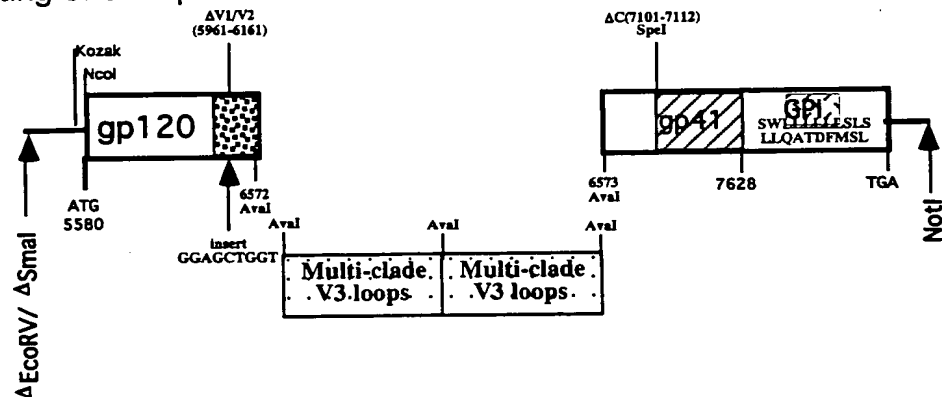 ΔV1/V2
(5961-6161)
ΔC(7101-7112)
SpeI
Kozak
NcoI
gp120
gp41
GPI
SLS
LLQATDFMSL
ATG
5580
6572
AvaI
6573
AvaI
7628
TGA
insert
GGAGCTGGT
AvaI
AvaI
AvaI
Multi-clade
V3 loops
Multi-clade
V3 loops
ΔEcoRV/ ΔSmaI
NotI